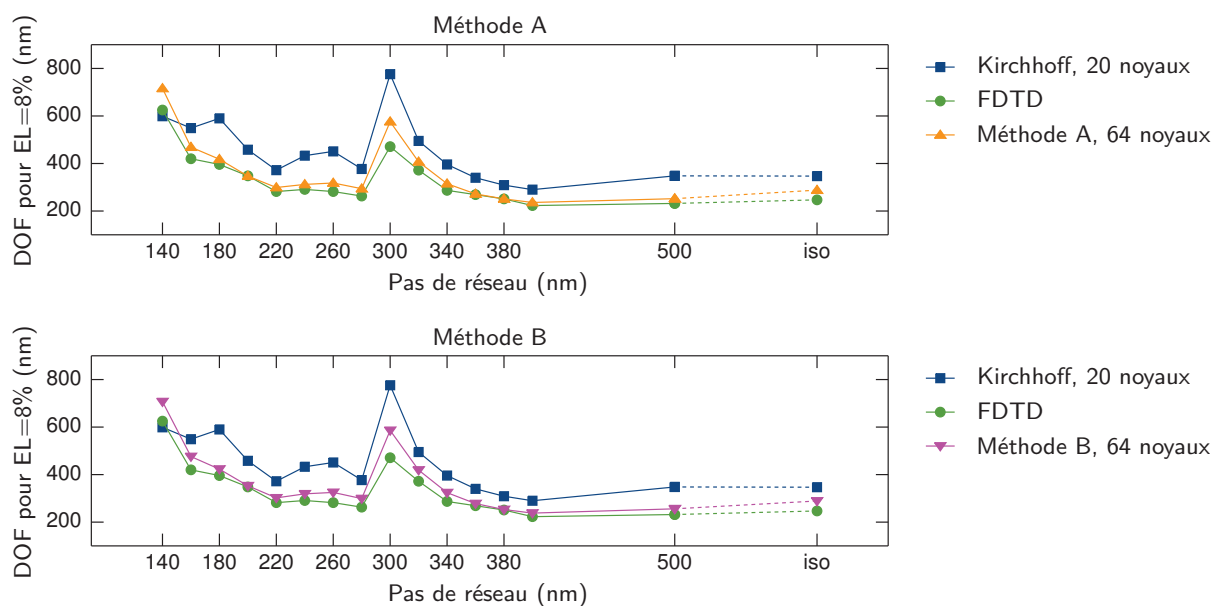 Méthode A
DOF pour EL=8% (nm)
800
600
400
200
140 180 220 260 300 340 380 500 iso
Pas de réseau (nm)
Kirchhoff, 20 noyaux
FDTD
Méthode A, 64 noyaux
Méthode B
DOF pour EL=8% (nm)
800
600
400
200
140 180 220 260 300 340 380 500 iso
Pas de réseau (nm)
Kirchhoff, 20 noyaux
FDTD
Méthode B, 64 noyaux